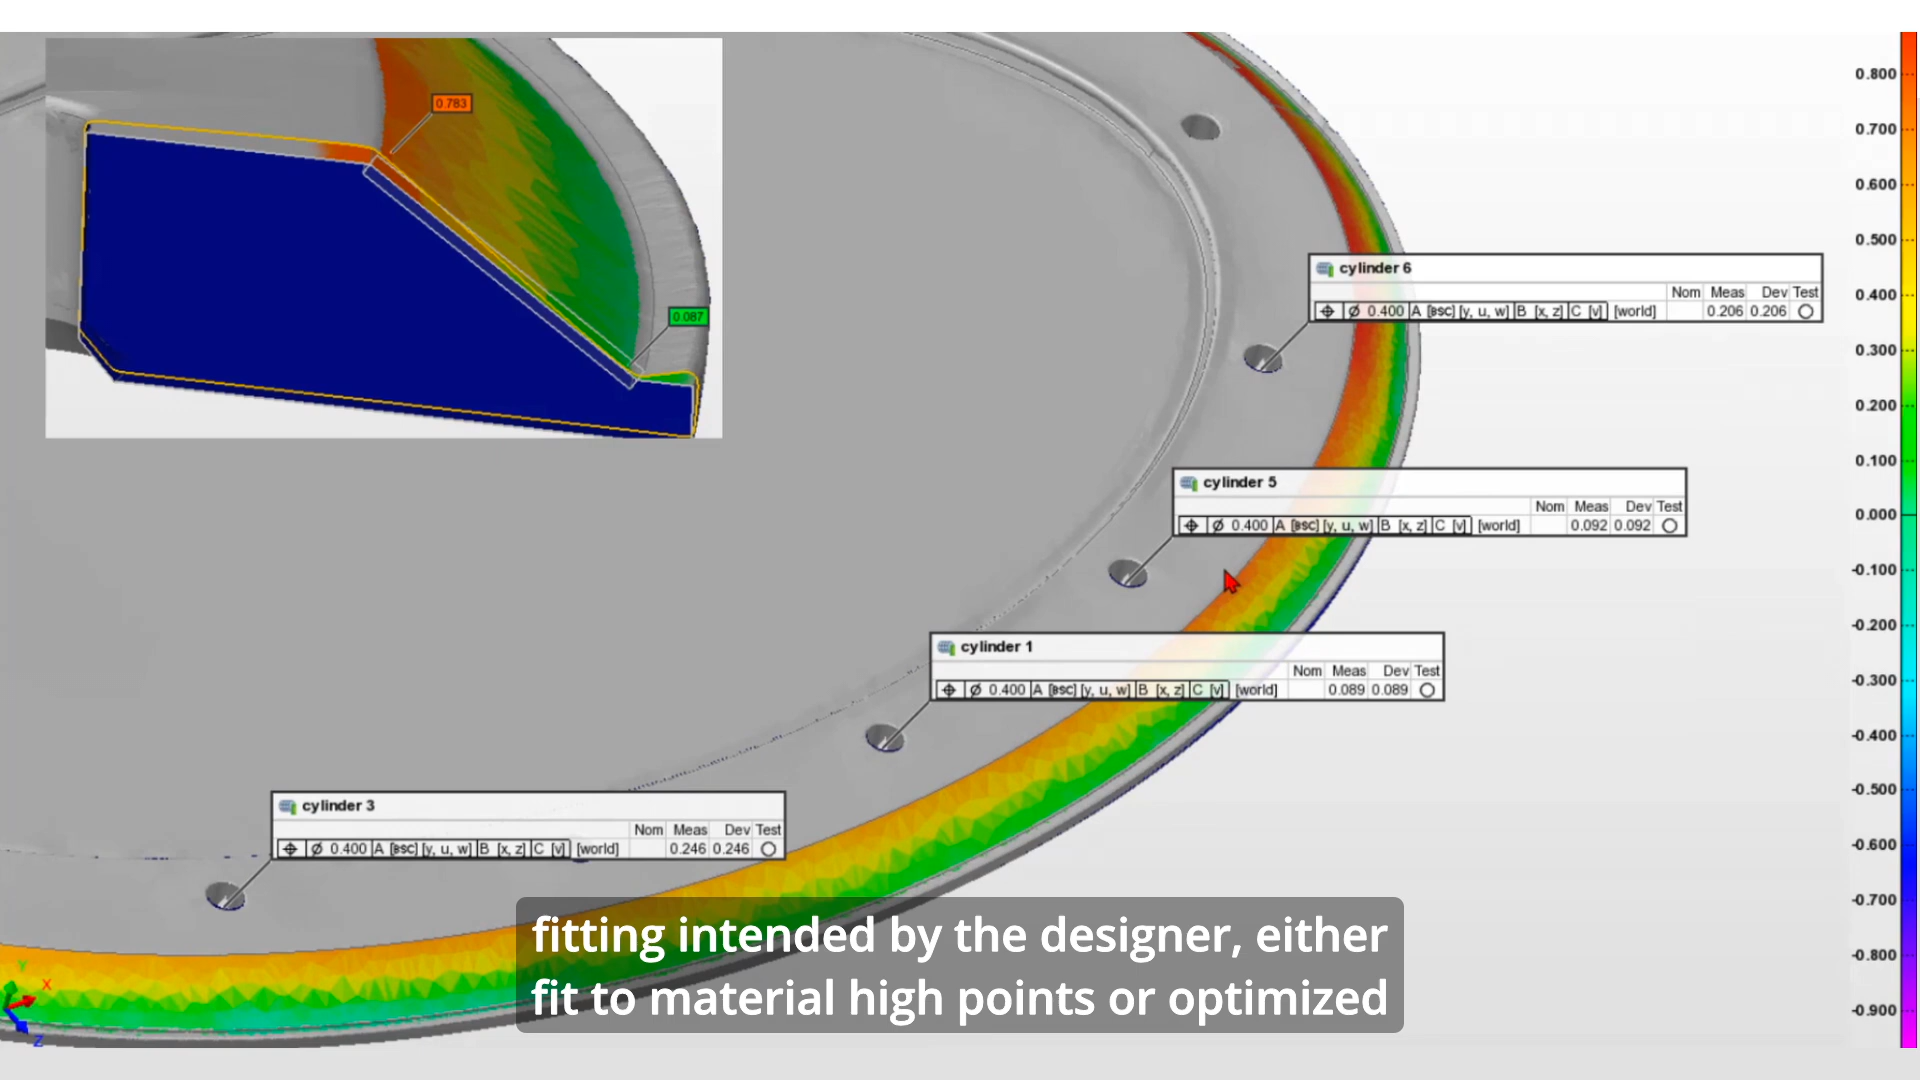 0.783
0.087
cylinder 6
Nom Meas Dev Test
⌖ Ø 0.400 A [BSC] [y, u, w] B [x, z] C [v] [world] 0.206 0.206
cylinder 5
Nom Meas Dev Test
⌖ Ø 0.400 A [BSC] [y, u, w] B [x, z] C [v] [world] 0.092 0.092
cylinder 1
Nom Meas Dev Test
⌖ Ø 0.400 A [BSC] [y, u, w] B [x, z] C [v] [world] 0.089 0.089
cylinder 3
Nom Meas Dev Test
⌖ Ø 0.400 A [BSC] [y, u, w] B [x, z] C [v] [world] 0.246 0.246
fitting intended by the designer, either
fit to material high points or optimized
Y
X
Z
0.800
0.700
0.600
0.500
0.400
0.300
0.200
0.100
0.000
-0.100
-0.200
-0.300
-0.400
-0.500
-0.600
-0.700
-0.800
-0.900